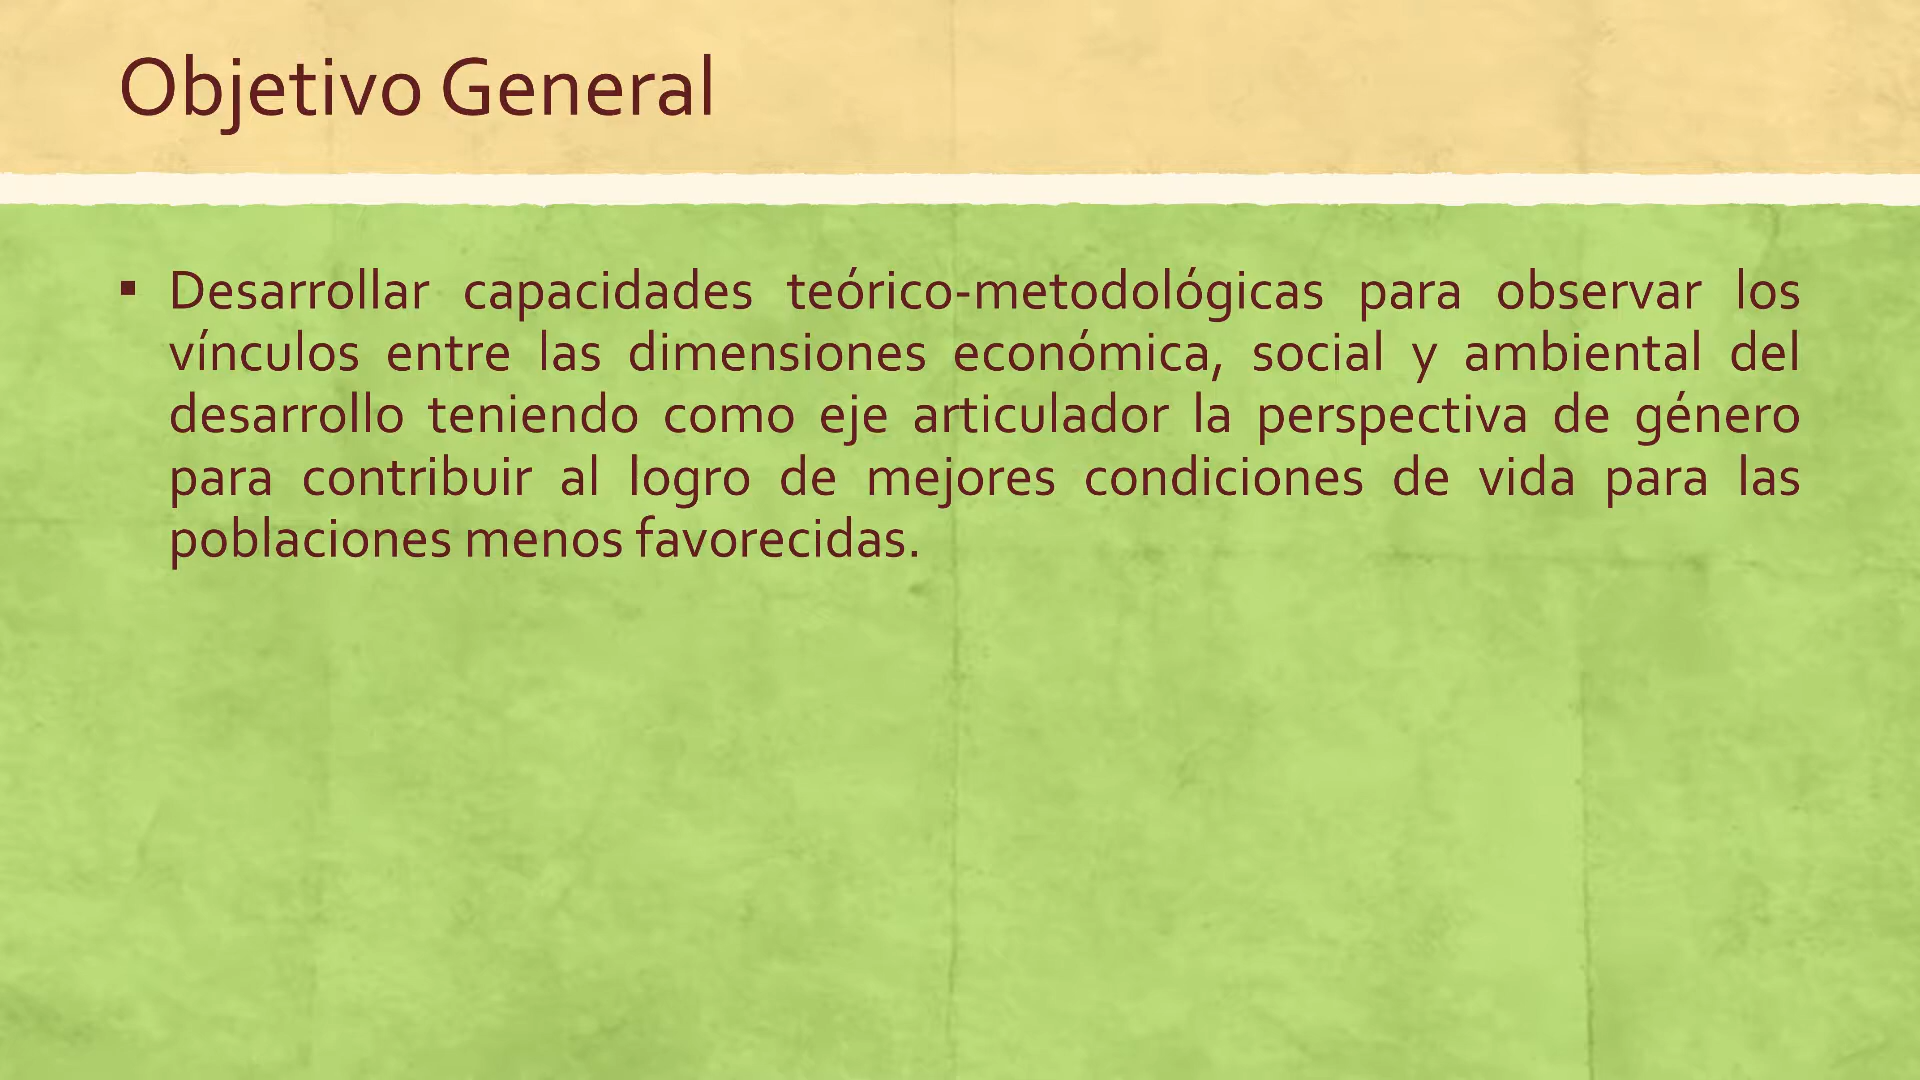 Objetivo General
▪ Desarrollar capacidades teórico-metodológicas para observar los
vínculos entre las dimensiones económica, social y ambiental del
desarrollo teniendo como eje articulador la perspectiva de género
para contribuir al logro de mejores condiciones de vida para las
poblaciones menos favorecidas.